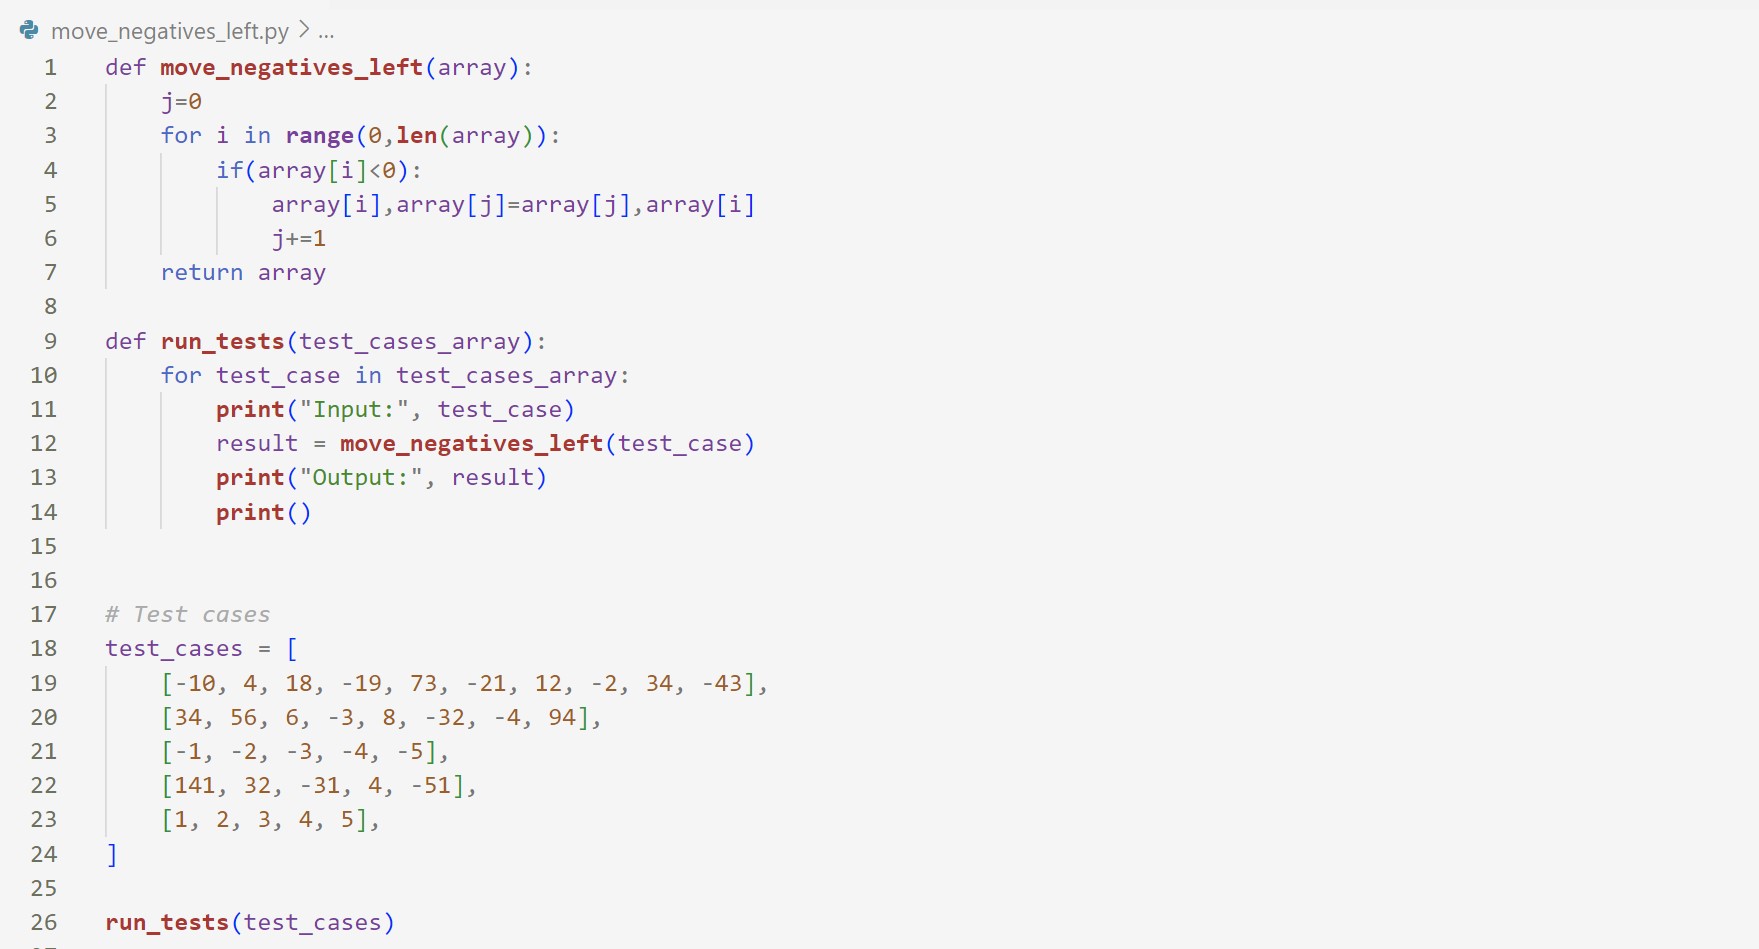 move_negatives_left.py > ...
1 def move_negatives_left(array):
2     j=0
3     for i in range(0,len(array)):
4         if(array[i]<0):
5             array[i],array[j]=array[j],array[i]
6             j+=1
7     return array
8
9 def run_tests(test_cases_array):
10     for test_case in test_cases_array:
11         print("Input:", test_case)
12         result = move_negatives_left(test_case)
13         print("Output:", result)
14         print()
15
16
17 # Test cases
18 test_cases = [
19     [-10, 4, 18, -19, 73, -21, 12, -2, 34, -43],
20     [34, 56, 6, -3, 8, -32, -4, 94],
21     [-1, -2, -3, -4, -5],
22     [141, 32, -31, 4, -51],
23     [1, 2, 3, 4, 5],
24 ]
25
26 run_tests(test_cases)